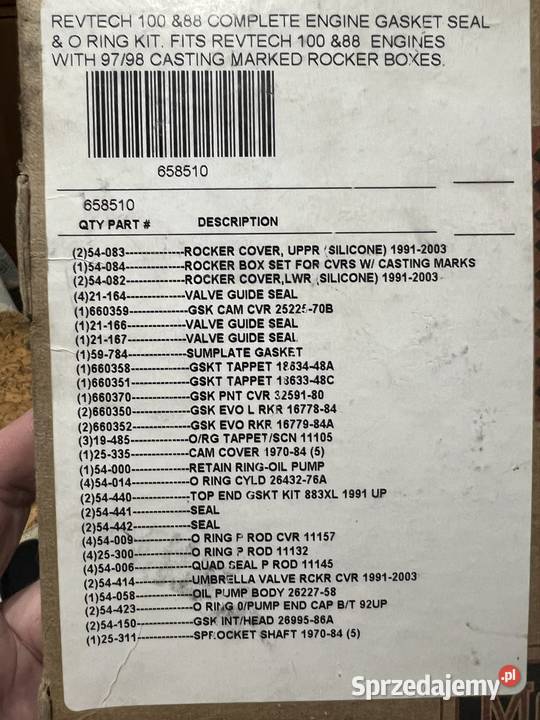 REVTECH 100 &88 COMPLETE ENGINE GASKET SEAL
& O RING KIT. FITS REVTECH 100 &88 ENGINES
WITH 97/98 CASTING MARKED ROCKER BOXES.
658510
658510
QTY PART # DESCRIPTION
(2)54-083--------------ROCKER COVER, UPPR (SILICONE) 1991-2003
(1)54-084--------------ROCKER BOX SET FOR CVRS W/ CASTING MARKS
(2)54-082--------------ROCKER COVER,LWR (SILICONE) 1991-2003
(4)21-164--------------VALVE GUIDE SEAL
(1)660359--------------GSK CAM CVR 25225-70B
(1)21-166--------------VALVE GUIDE SEAL
(1)21-167--------------VALVE GUIDE SEAL
(1)59-784--------------SUMPLATE GASKET
(1)660358--------------GSKT TAPPET 18634-48A
(1)660351--------------GSKT TAPPET 18633-48C
(1)660370--------------GSK PNT CVR 32591-80
(2)660350--------------GSK EVO L RKR 16778-84
(2)660352--------------GSK EVO RKR 16779-84A
(3)19-485--------------O/RG TAPPET/SCN 11105
(1)25-335--------------CAM COVER 1970-84 (5)
(1)54-000--------------RETAIN RING-OIL PUMP
(4)54-014--------------O RING CYLD 26432-76A
(2)54-440--------------TOP END GSKT KIT 883XL 1991 UP
(2)54-441--------------SEAL
(2)54-442--------------SEAL
(4)54-009--------------O RING P ROD CVR 11157
(4)25-300--------------O RING P ROD 11132
(4)54-006--------------QUAD SEAL P ROD 11145
(2)54-414--------------UMBRELLA VALVE RCKR CVR 1991-2003
(1)54-058--------------OIL PUMP BODY 26227-58
(2)54-423--------------O RING 0/PUMP END CAP B/T 92UP
(2)54-150--------------GSK INT/HEAD 26995-86A
(1)25-311--------------SPROCKET SHAFT 1970-84 (5)
Sprzedajemy.pl